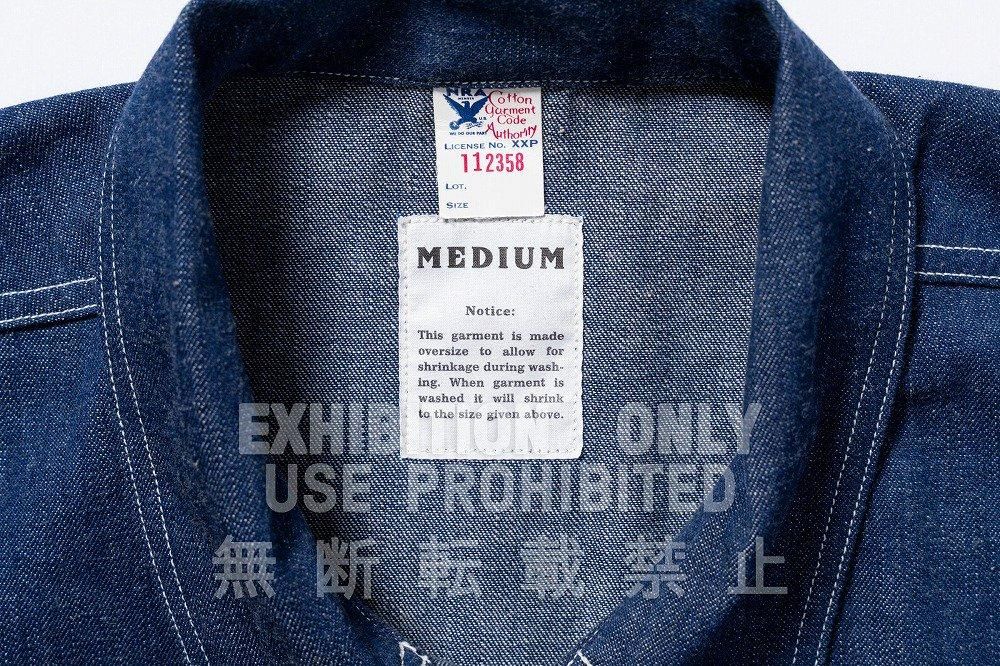 NRA
MEMBER
U.S.
WE DO OUR PART
Cotton
Garment
Code
Authority
LICENSE NO. XXP
112358
LOT.
SIZE
MEDIUM
Notice:
This garment is made
oversize to allow for
shrinkage during wash-
ing. When garment is
washed it will shrink
to the size given above.
EXHIBITION ONLY
USE PROHIBITED
無断転載禁止